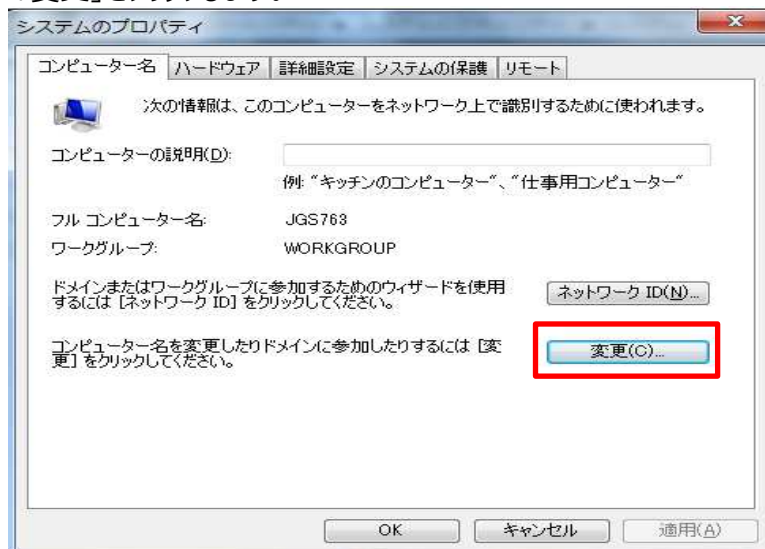 システムのプロパティ
コンピューター名 ハードウェア 詳細設定 システムの保護 リモート
次の情報は、このコンピューターをネットワーク上で識別するために使われます。
コンピューターの説明(D):
例: "キッチンのコンピューター"、"仕事用コンピューター"
フル コンピューター名: JGS763
ワークグループ: WORKGROUP
ドメインまたはワークグループに参加するためのウィザードを使用
するには [ネットワーク ID] をクリックしてください。
ネットワーク ID(N)...
コンピューター名を変更したりドメインに参加したりするには [変
更] をクリックしてください。
変更(C)...
OK キャンセル 適用(A)